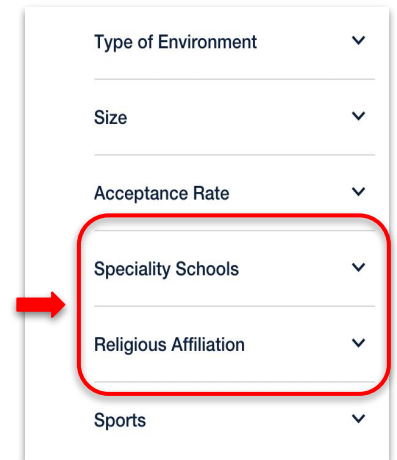 Type of Environment
Size
Acceptance Rate
Speciality Schools
Religious Affiliation
Sports